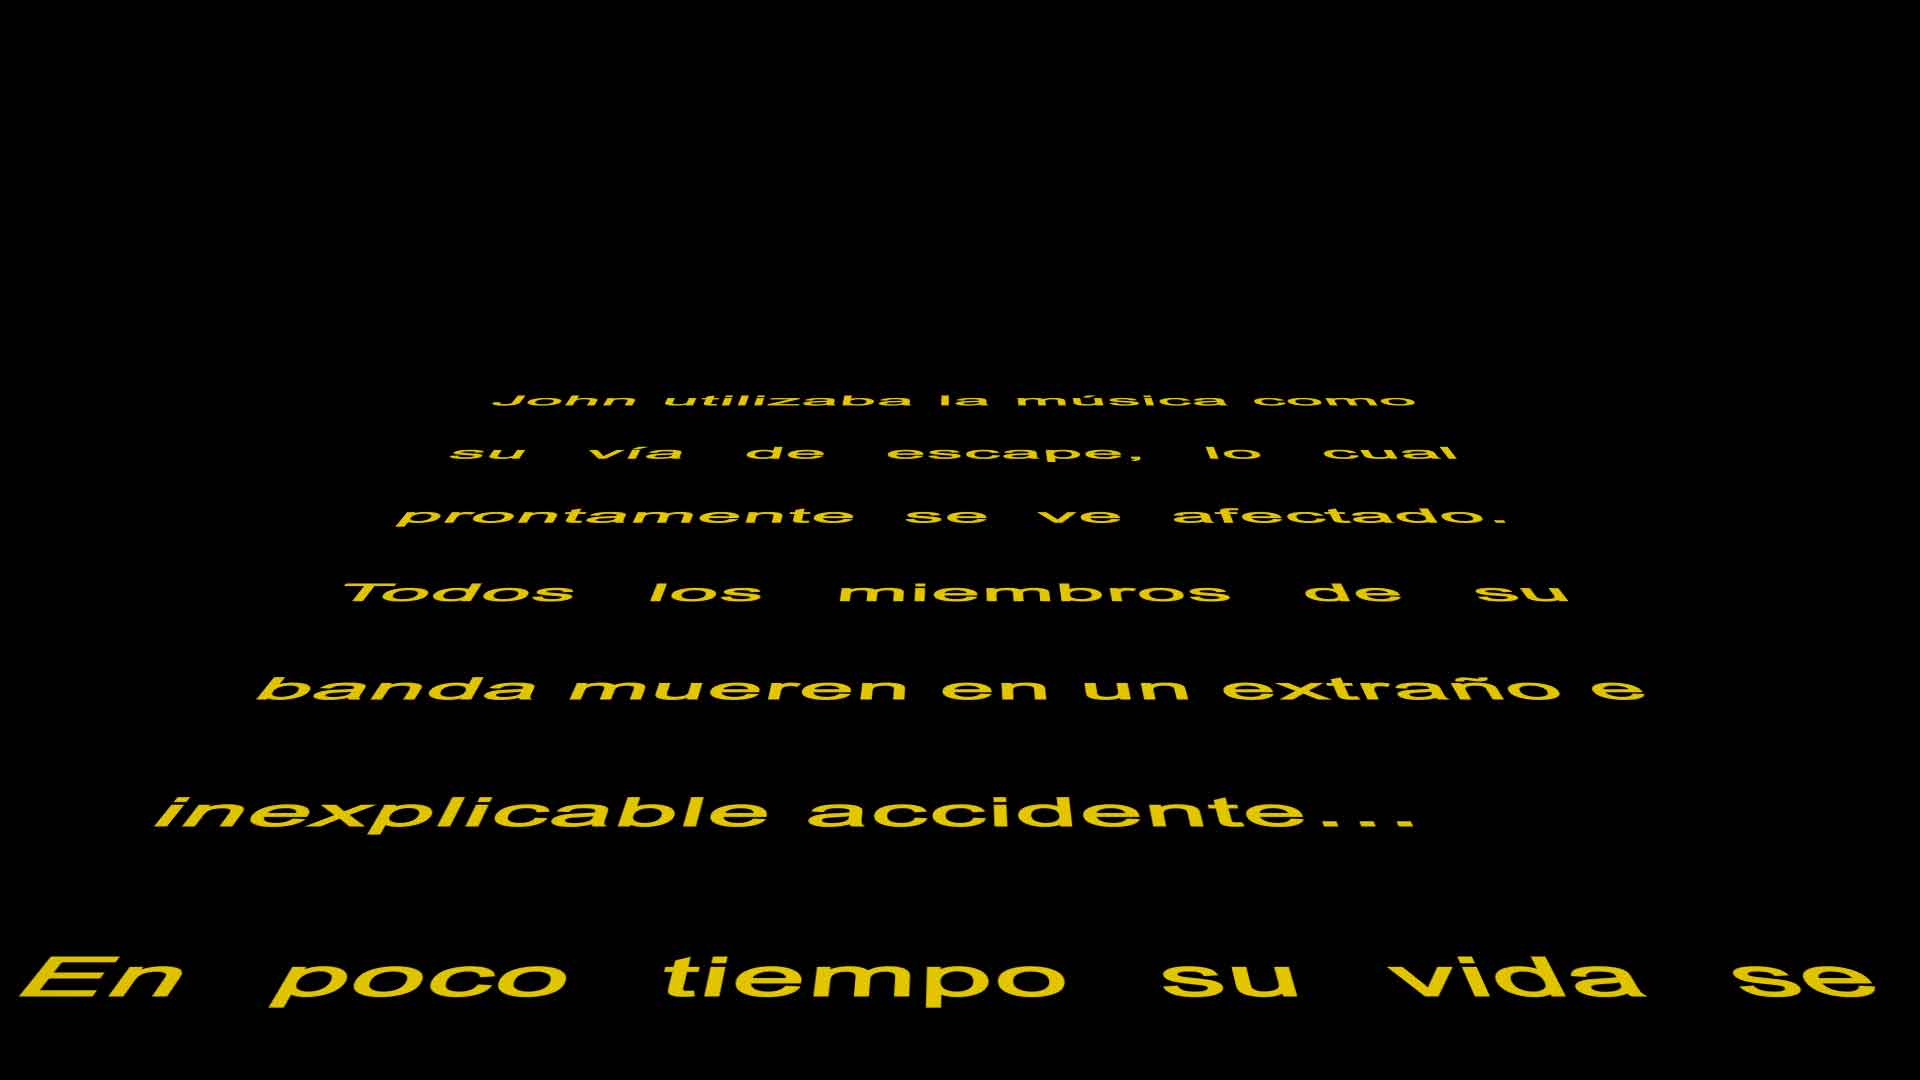 John utilizaba la música como
su vía de escape, lo cual
prontamente se ve afectado.
Todos los miembros de su
banda mueren en un extraño e
inexplicable accidente...
En poco tiempo su vida se